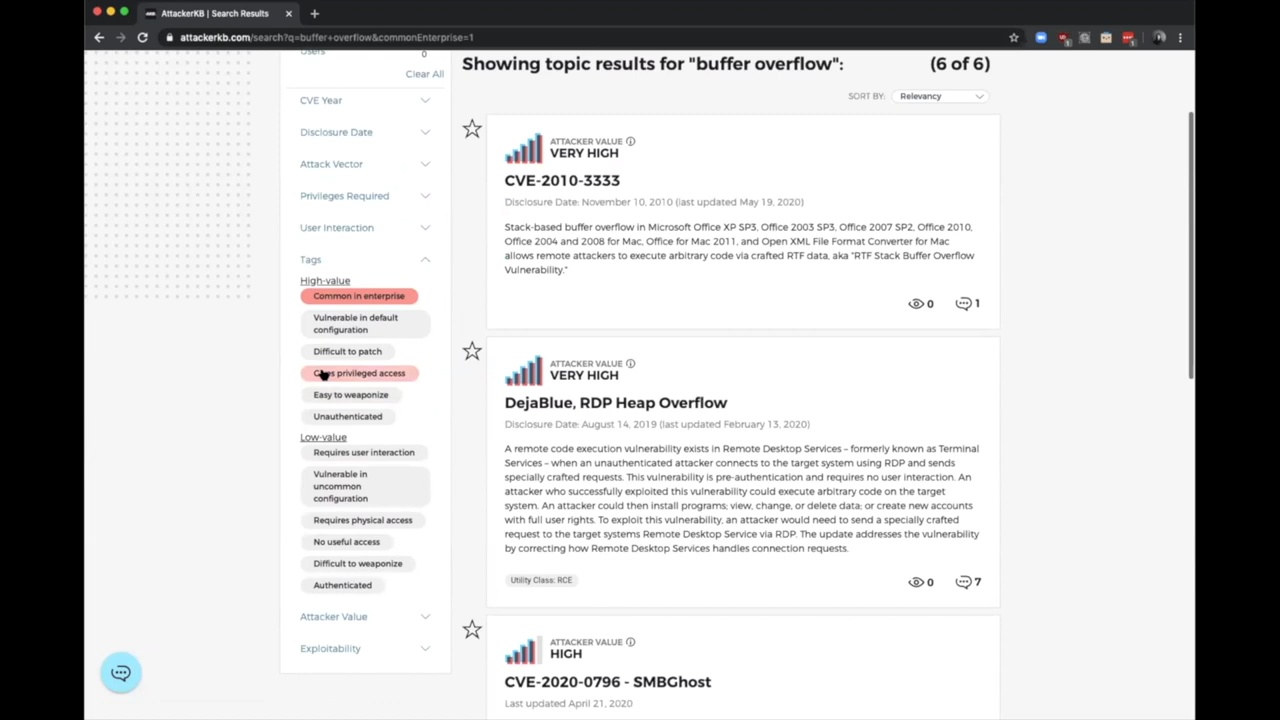 AttackerKB | Search Results
attackerkb.com/search?q=buffer+overflow&commonEnterprise=1
Users
0
Clear All
CVE Year
Disclosure Date
Attack Vector
Privileges Required
User Interaction
Tags
High-value
Common in enterprise
Vulnerable in default
configuration
Difficult to patch
privileged access
Easy to weaponize
Unauthenticated
Low-value
Requires user interaction
Vulnerable in
uncommon
configuration
Requires physical access
No useful access
Difficult to weaponize
Authenticated
Attacker Value
Exploitability
Showing topic results for "buffer overflow": (6 of 6)
SORT BY: Relevancy
ATTACKER VALUE
VERY HIGH
CVE-2010-3333
Disclosure Date: November 10, 2010 (last updated May 19, 2020)
Stack-based buffer overflow in Microsoft Office XP SP3, Office 2003 SP3, Office 2007 SP2, Office 2010,
Office 2004 and 2008 for Mac, Office for Mac 2011, and Open XML File Format Converter for Mac
allows remote attackers to execute arbitrary code via crafted RTF data, aka "RTF Stack Buffer Overflow
Vulnerability."
0 1
ATTACKER VALUE
VERY HIGH
DejaBlue, RDP Heap Overflow
Disclosure Date: August 14, 2019 (last updated February 13, 2020)
A remote code execution vulnerability exists in Remote Desktop Services – formerly known as Terminal
Services – when an unauthenticated attacker connects to the target system using RDP and sends
specially crafted requests. This vulnerability is pre-authentication and requires no user interaction. An
attacker who successfully exploited this vulnerability could execute arbitrary code on the target
system. An attacker could then install programs; view, change, or delete data; or create new accounts
with full user rights. To exploit this vulnerability, an attacker would need to send a specially crafted
request to the target systems Remote Desktop Service via RDP. The update addresses the vulnerability
by correcting how Remote Desktop Services handles connection requests.
Utility Class: RCE
0 7
ATTACKER VALUE
HIGH
CVE-2020-0796 - SMBGhost
Last updated April 21, 2020